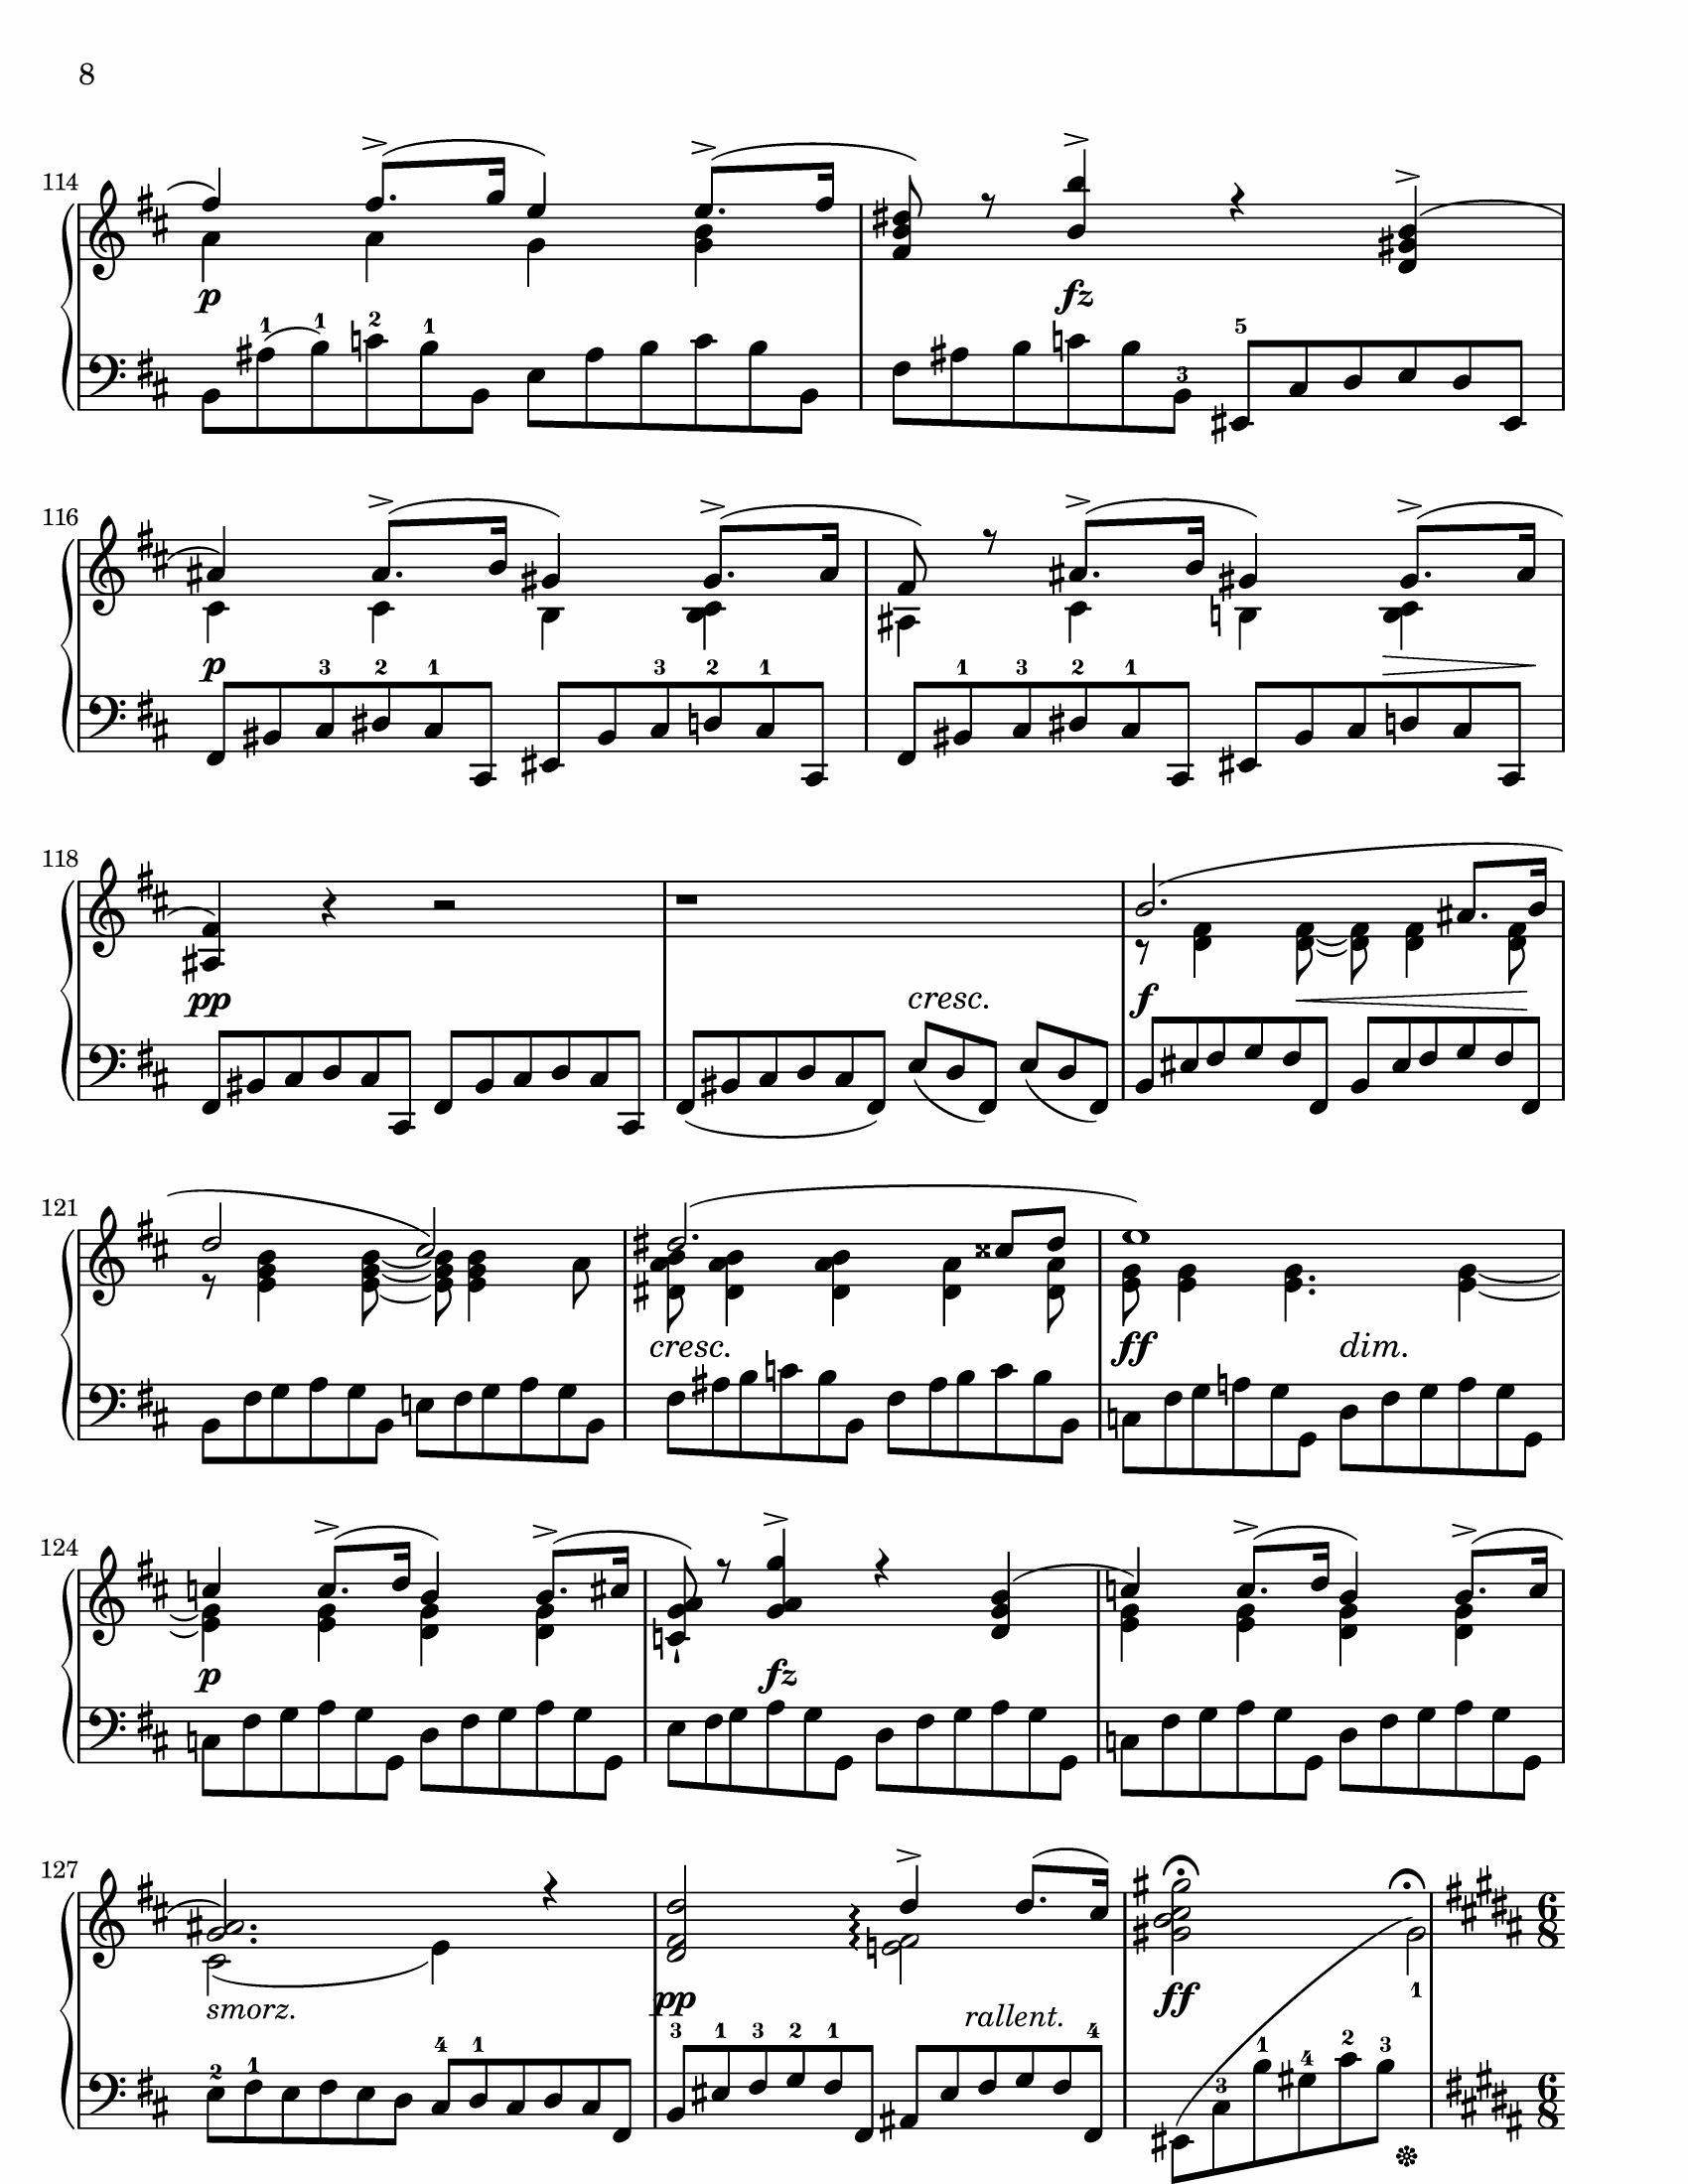 8
114
p
fz
1 1 2 1
3
5
116
p
3 2 1 3 2 1 1 3 2 1
118
pp
cresc.
f
121
cresc.
ff
dim.
124
p
fz
127
6
8
smorz.
pp
rallent.
ff
1
2 1 4 1 3 1 3 2 1 4 3 1 4 2 3
6
8